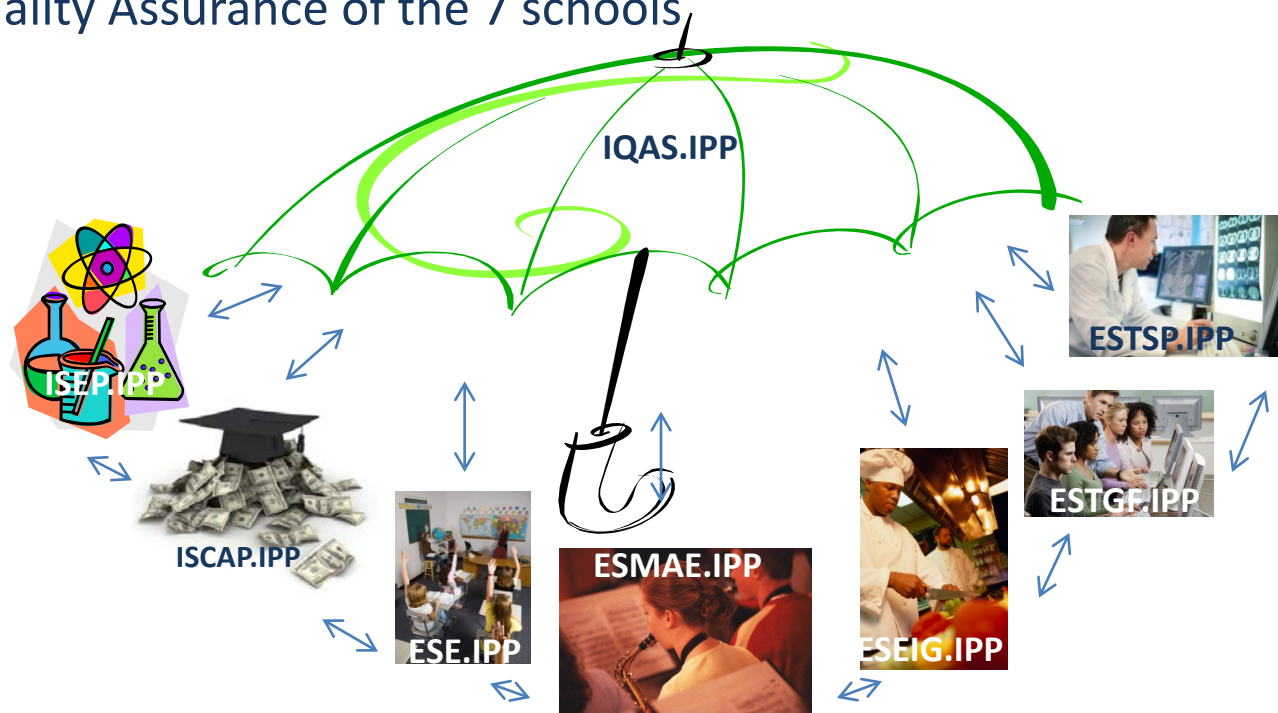 ality Assurance of the 7 schools
IQAS.IPP
ISEP.IPP
ISCAP.IPP
ESE.IPP
ESMAE.IPP
ESEIG.IPP
ESTGF.IPP
ESTSP.IPP